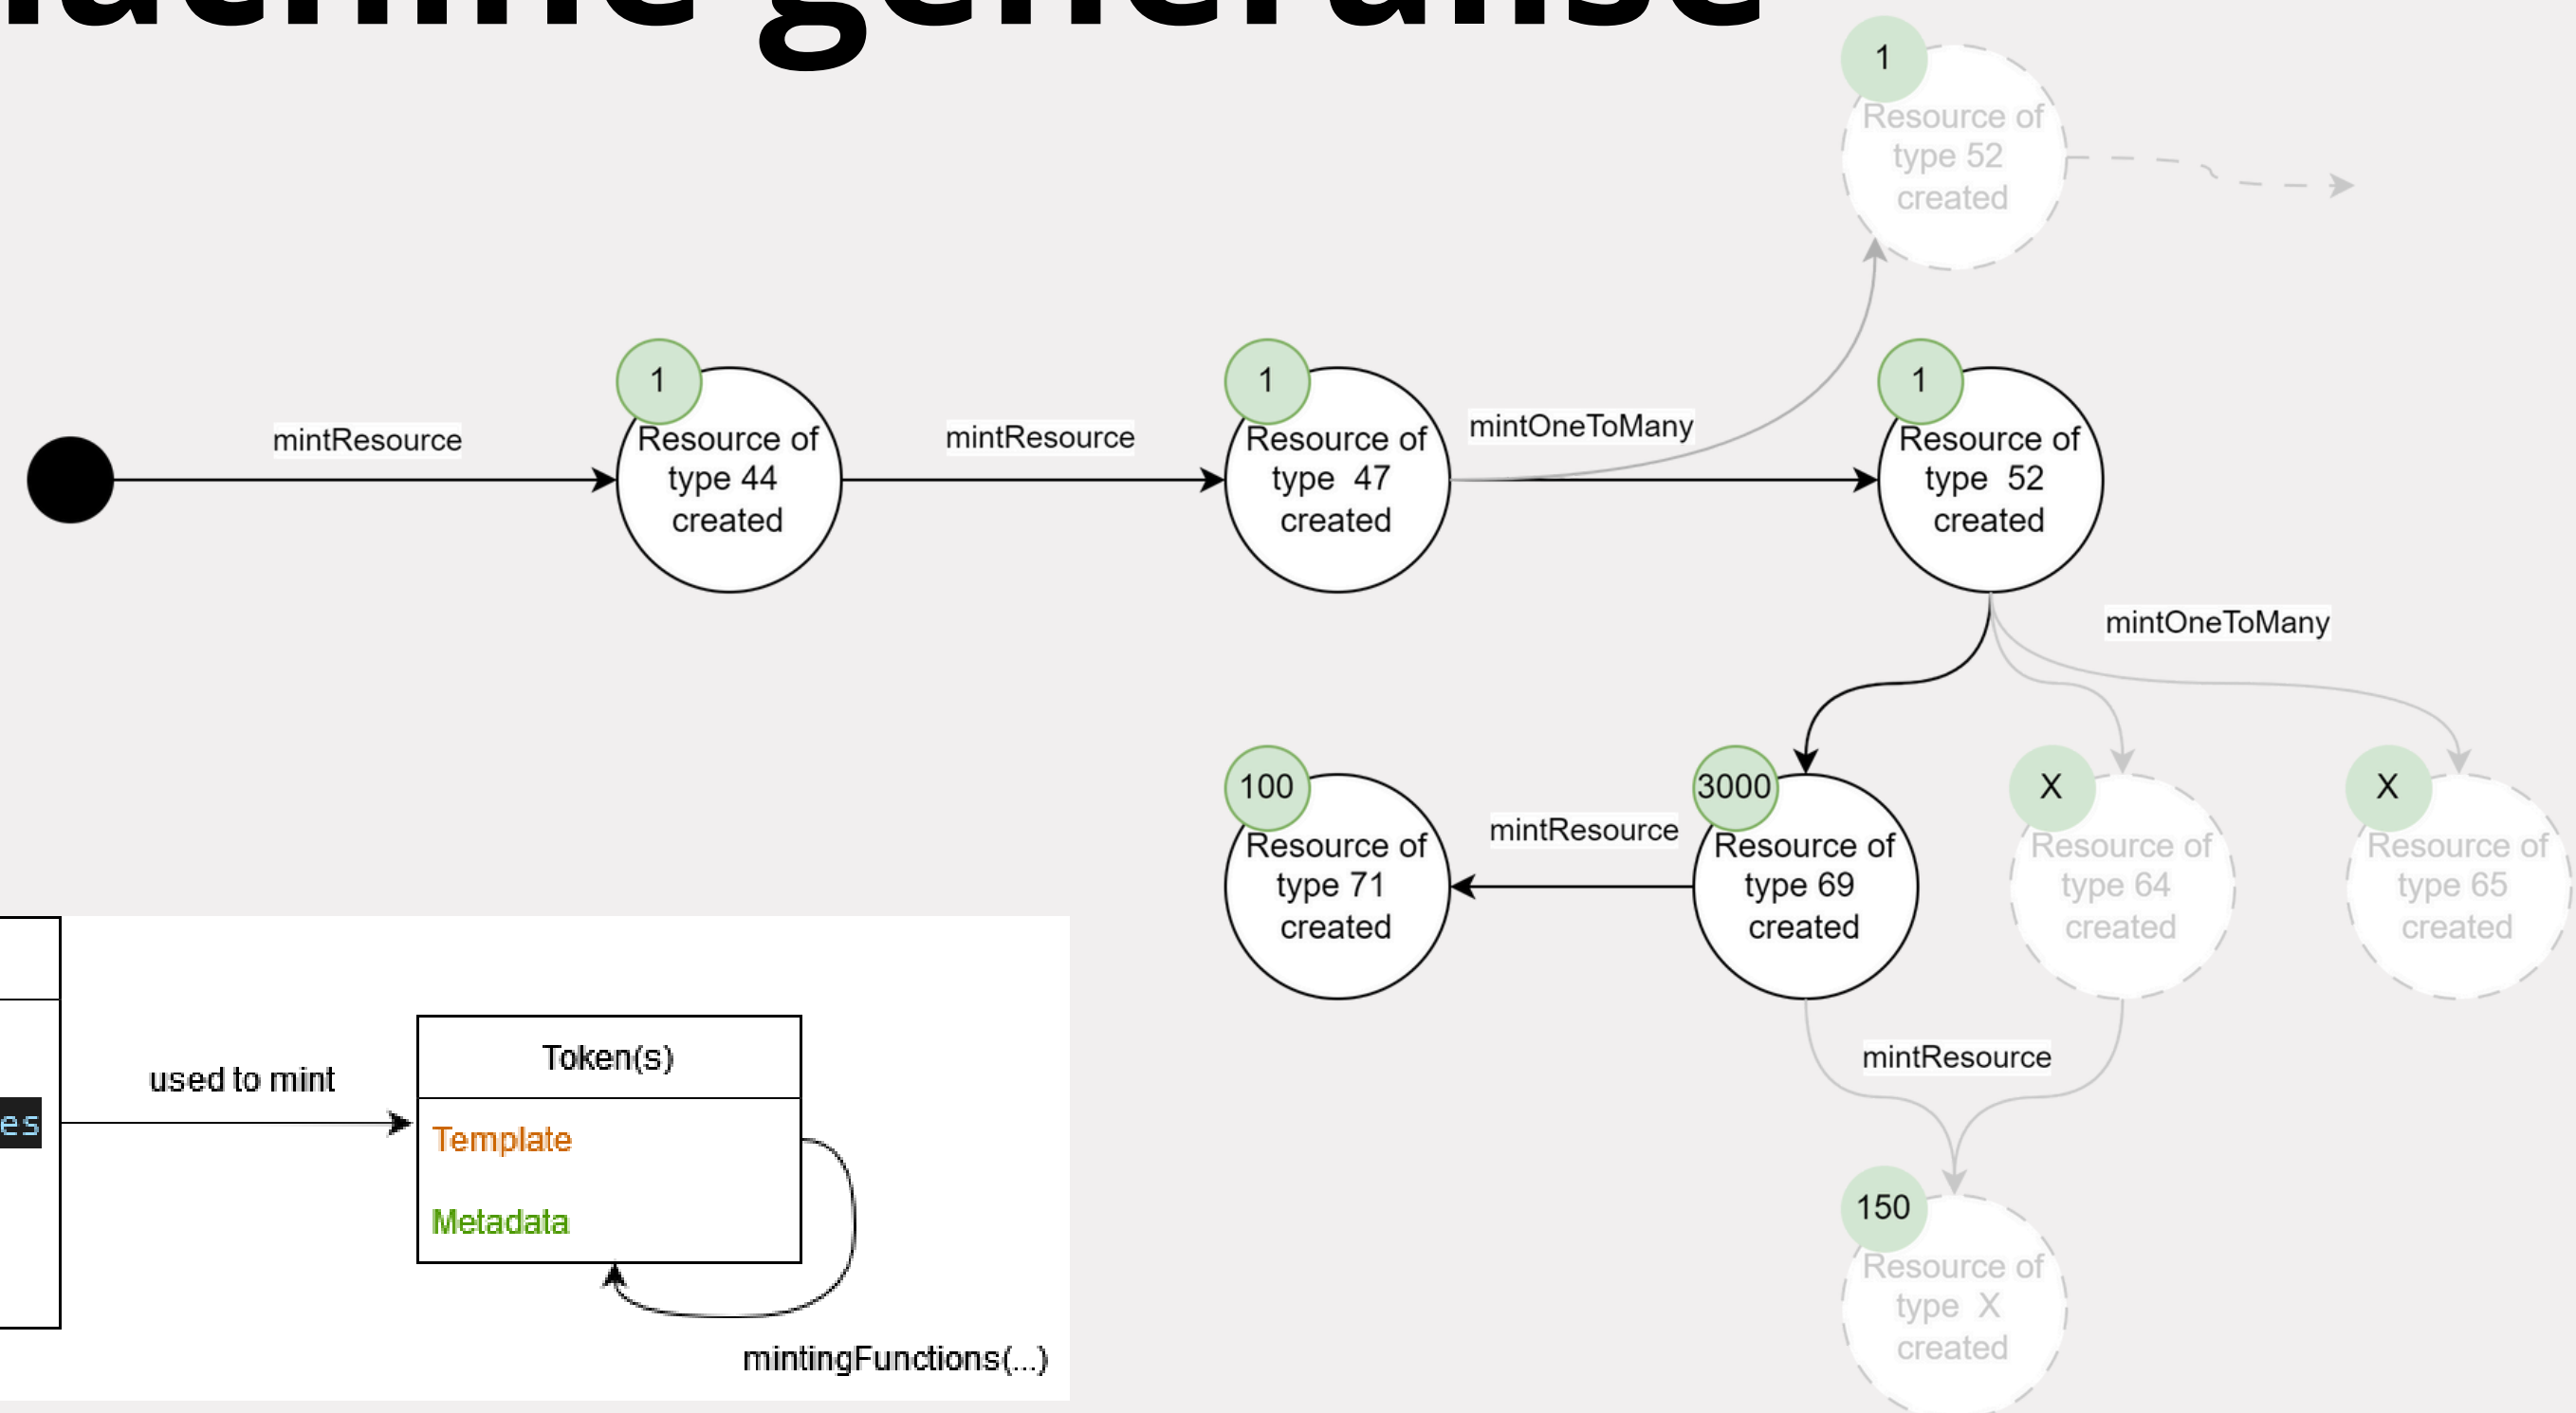 generalise
1
Resource of
type 52
created
mintResource
1
Resource of
type 44
created
mintResource
1
Resource of
type 47
created
mintOneToMany
1
Resource of
type 52
created
mintOneToMany
100
Resource of
type 71
created
mintResource
3000
Resource of
type 69
created
X
Resource of
type 64
created
X
Resource of
type 65
created
mintResource
150
Resource of
type X
created
es
used to mint
Token(s)
Template
Metadata
mintingFunctions(...)